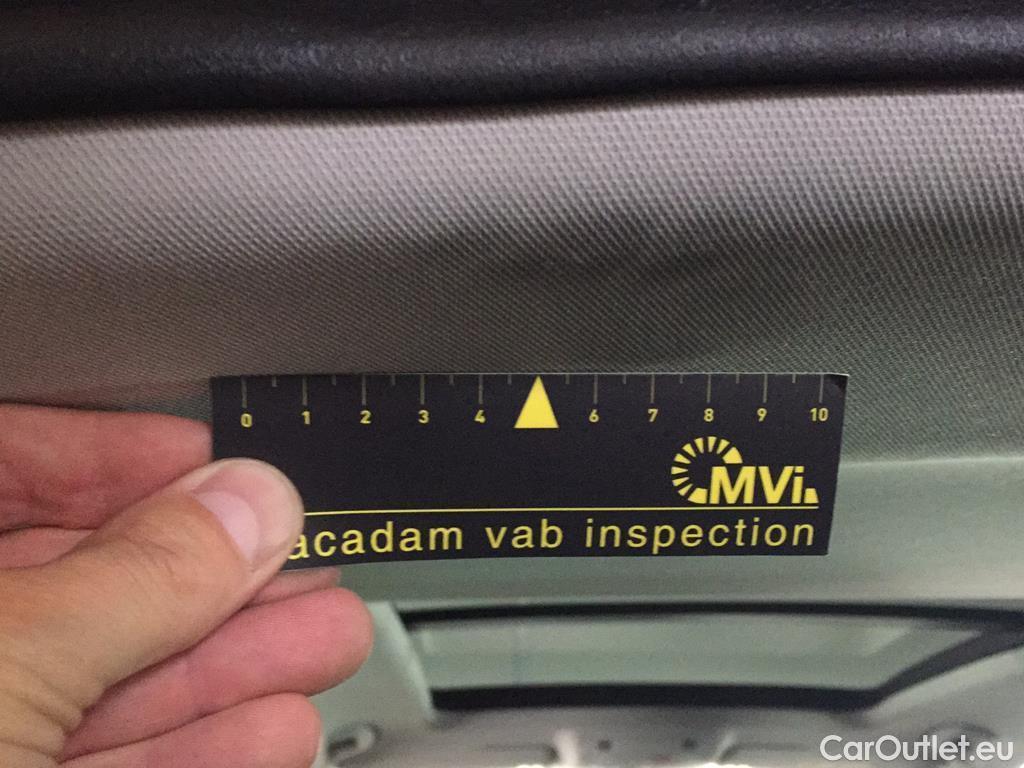 0 1 2 3 4 6 7 8 9 10
MVi.
acadam vab inspection
CarOutlet.eu